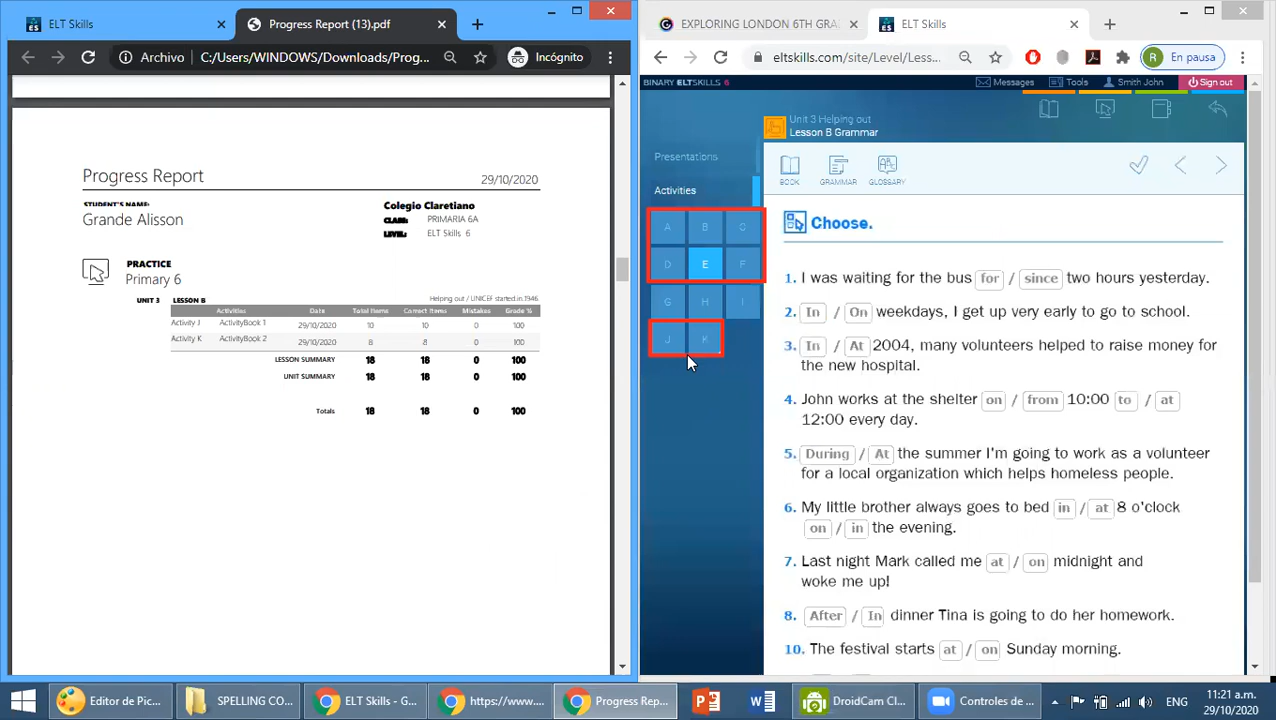 ELT Skills
Progress Report (13).pdf
Archivo
C:/Users/WINDOWS/Downloads/Prog...
Incógnito
Progress Report
29/10/2020
STUDENT'S NAME:
Grande Alisson
Colegio Claretiano
CLASS: PRIMARIA 6A
LEVEL: ELT Skills 6
PRACTICE
Primary 6
UNIT 3 LESSON B Helping out / UNICEF started in 1946.
Activities Date Total Items Correct Items Mistakes Grade %
Activity J ActivityBook 1 29/10/2020 10 10 0 100
Activity K ActivityBook 2 29/10/2020 8 8 0 100
LESSON SUMMARY 18 18 0 100
UNIT SUMMARY 18 18 0 100
Totals 18 18 0 100
EXPLORING LONDON 6TH GRA
ELT Skills
eltskills.com/site/Level/Less...
R En pausa
BINARY ELTSKILLS 6
Messages Tools Smith John Sign out
Unit 3 Helping out
Lesson B Grammar
Presentations
Activities
BOOK GRAMMAR GLOSSARY
A B C
D E F
G H I
J K
Choose.
1. I was waiting for the bus for / since two hours yesterday.
2. In / On weekdays, I get up very early to go to school.
3. In / At 2004, many volunteers helped to raise money for
the new hospital.
4. John works at the shelter on / from 10:00 to / at
12:00 every day.
5. During / At the summer I'm going to work as a volunteer
for a local organization which helps homeless people.
6. My little brother always goes to bed in / at 8 o'clock
on / in the evening.
7. Last night Mark called me at / on midnight and
woke me up!
8. After / In dinner Tina is going to do her homework.
10. The festival starts at / on Sunday morning.
Editor de Pic...
SPELLING CO...
ELT Skills - G...
https://www....
Progress Rep...
DroidCam Cl...
Controles de ...
ENG
11:21 a.m.
29/10/2020